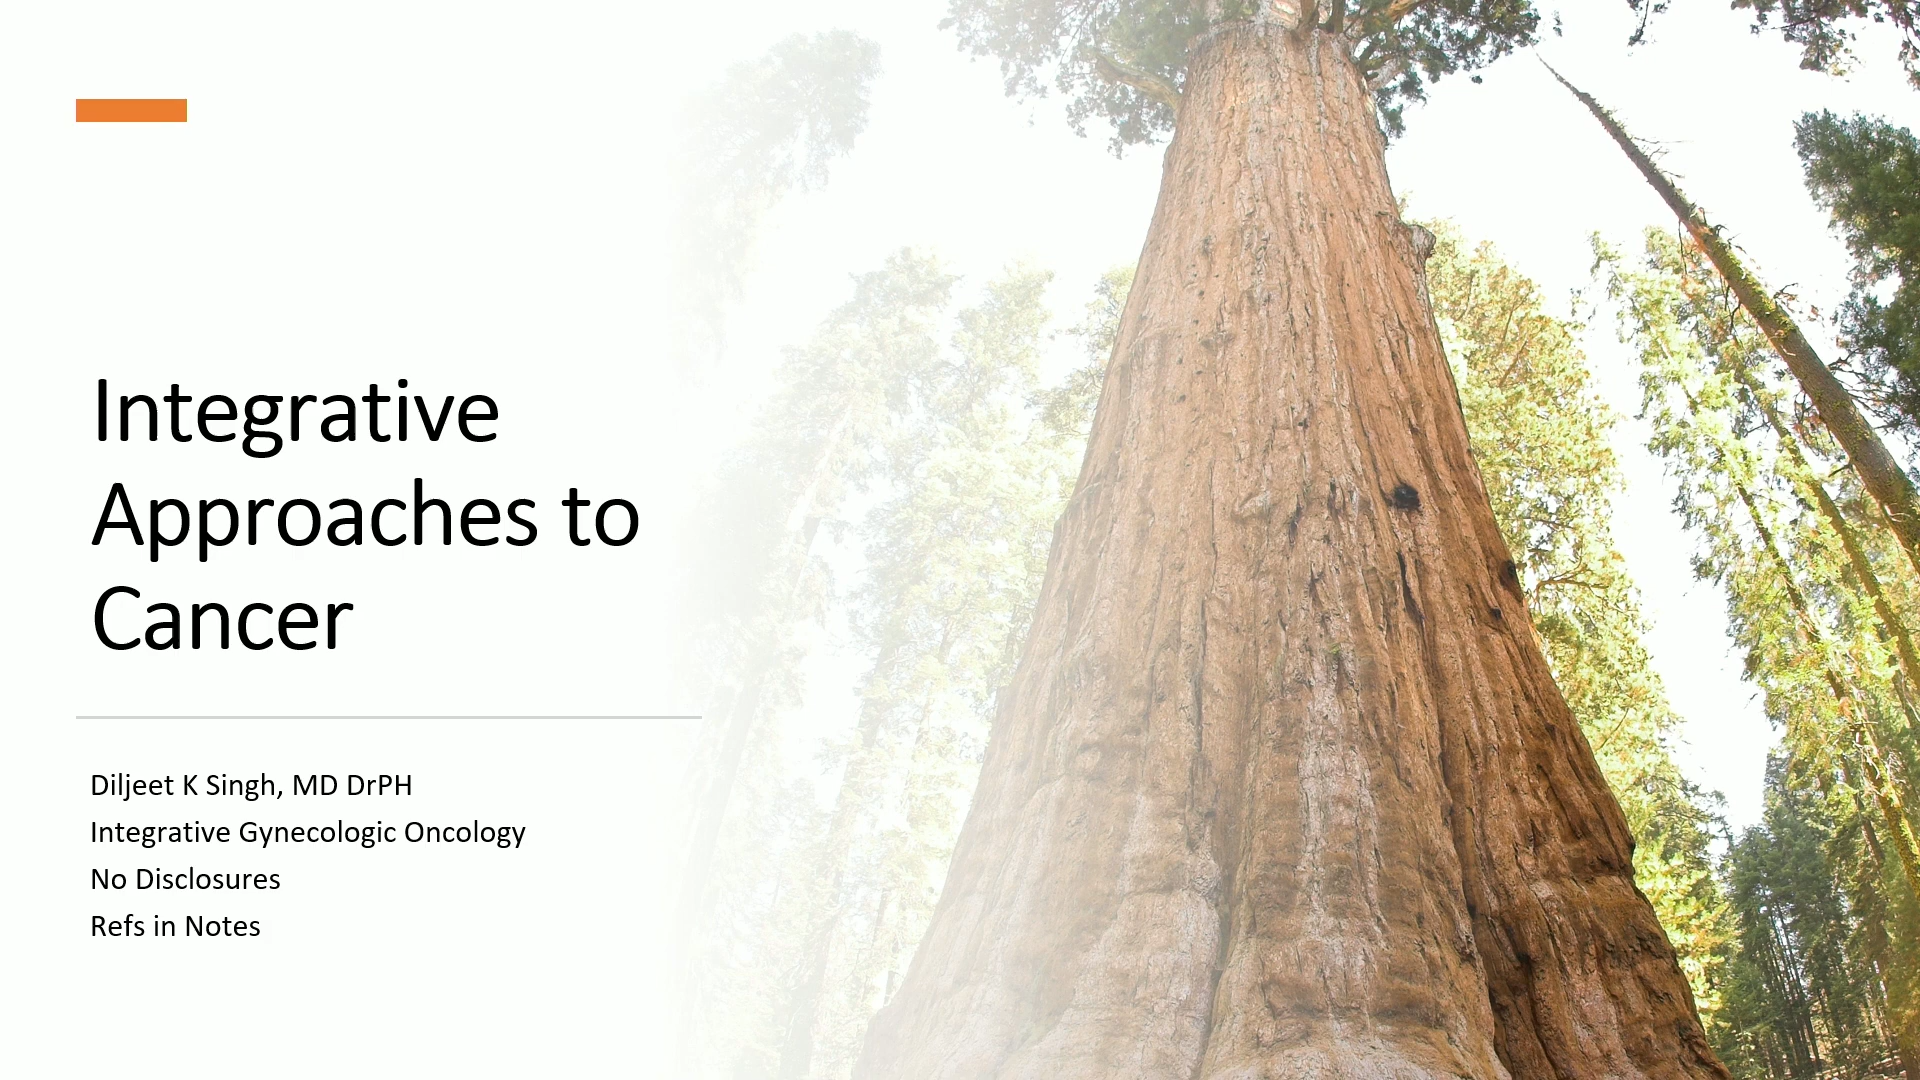 Integrative
Approaches to
Cancer
Diljeet K Singh, MD DrPH
Integrative Gynecologic Oncology
No Disclosures
Refs in Notes